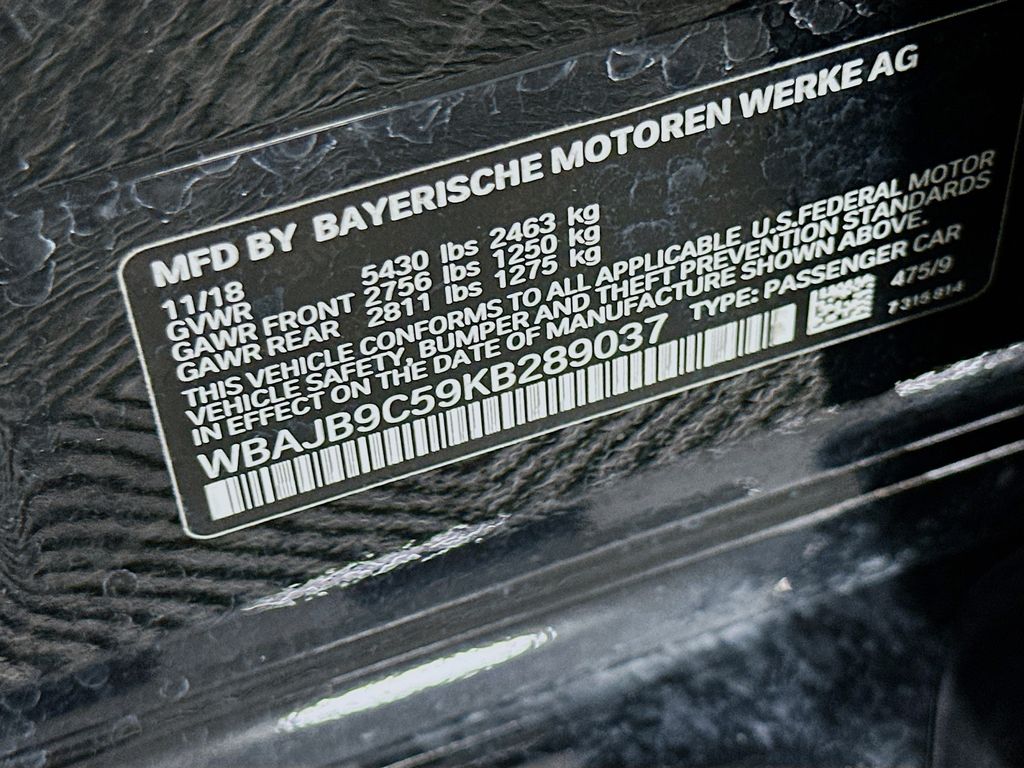 MFD BY BAYERISCHE MOTOREN WERKE AG
11/18
GVWR 5430 lbs 2463 kg
GAWR FRONT 2756 lbs 1250 kg
GAWR REAR 2811 lbs 1275 kg
THIS VEHICLE CONFORMS TO ALL APPLICABLE U.S.FEDERAL MOTOR
VEHICLE SAFETY, BUMPER AND THEFT PREVENTION STANDARDS
IN EFFECT ON THE DATE OF MANUFACTURE SHOWN ABOVE.
WBAJB9C59KB289037 TYPE: PASSENGER CAR
475/9
7315814